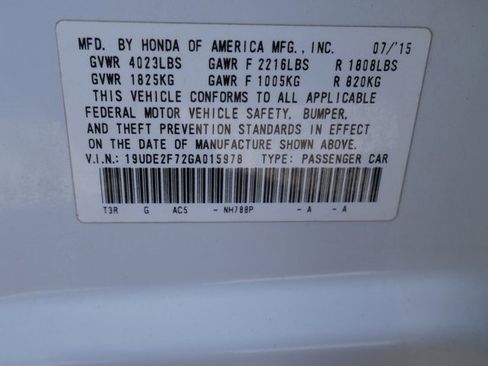 MFD. BY HONDA OF AMERICA MFG., INC. 07/'15
GVWR 4023LBS GAWR F 2216LBS R 1808LBS
GVWR 1825KG GAWR F 1005KG R 820KG
THIS VEHICLE CONFORMS TO ALL APPLICABLE
FEDERAL MOTOR VEHICLE SAFETY, BUMPER,
AND THEFT PREVENTION STANDARDS IN EFFECT
ON THE DATE OF MANUFACTURE SHOWN ABOVE.
V.I.N.: 19UDE2F72GA015978 TYPE: PASSENGER CAR
T3R G AC5 - NH788P - A - A